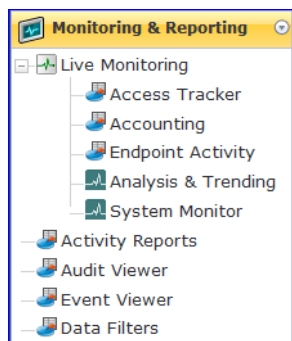 Monitoring & Reporting
Live Monitoring
Access Tracker
Accounting
Endpoint Activity
Analysis & Trending
System Monitor
Activity Reports
Audit Viewer
Event Viewer
Data Filters